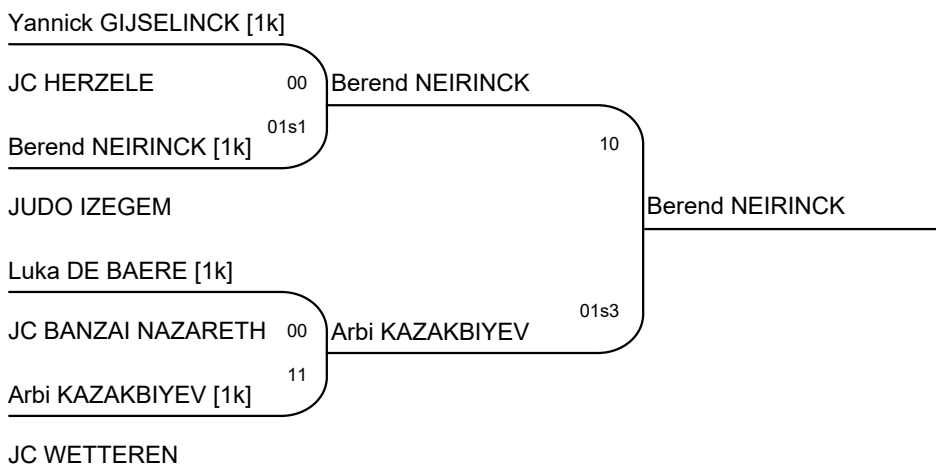 Yannick GIJSELINCK [1k]
JC HERZELE
00
Berend NEIRINCK
01s1
Berend NEIRINCK [1k]
10
JUDO IZEGEM
Berend NEIRINCK
Luka DE BAERE [1k]
01s3
JC BANZAI NAZARETH
00
Arbi KAZAKBIYEV
11
Arbi KAZAKBIYEV [1k]
JC WETTEREN